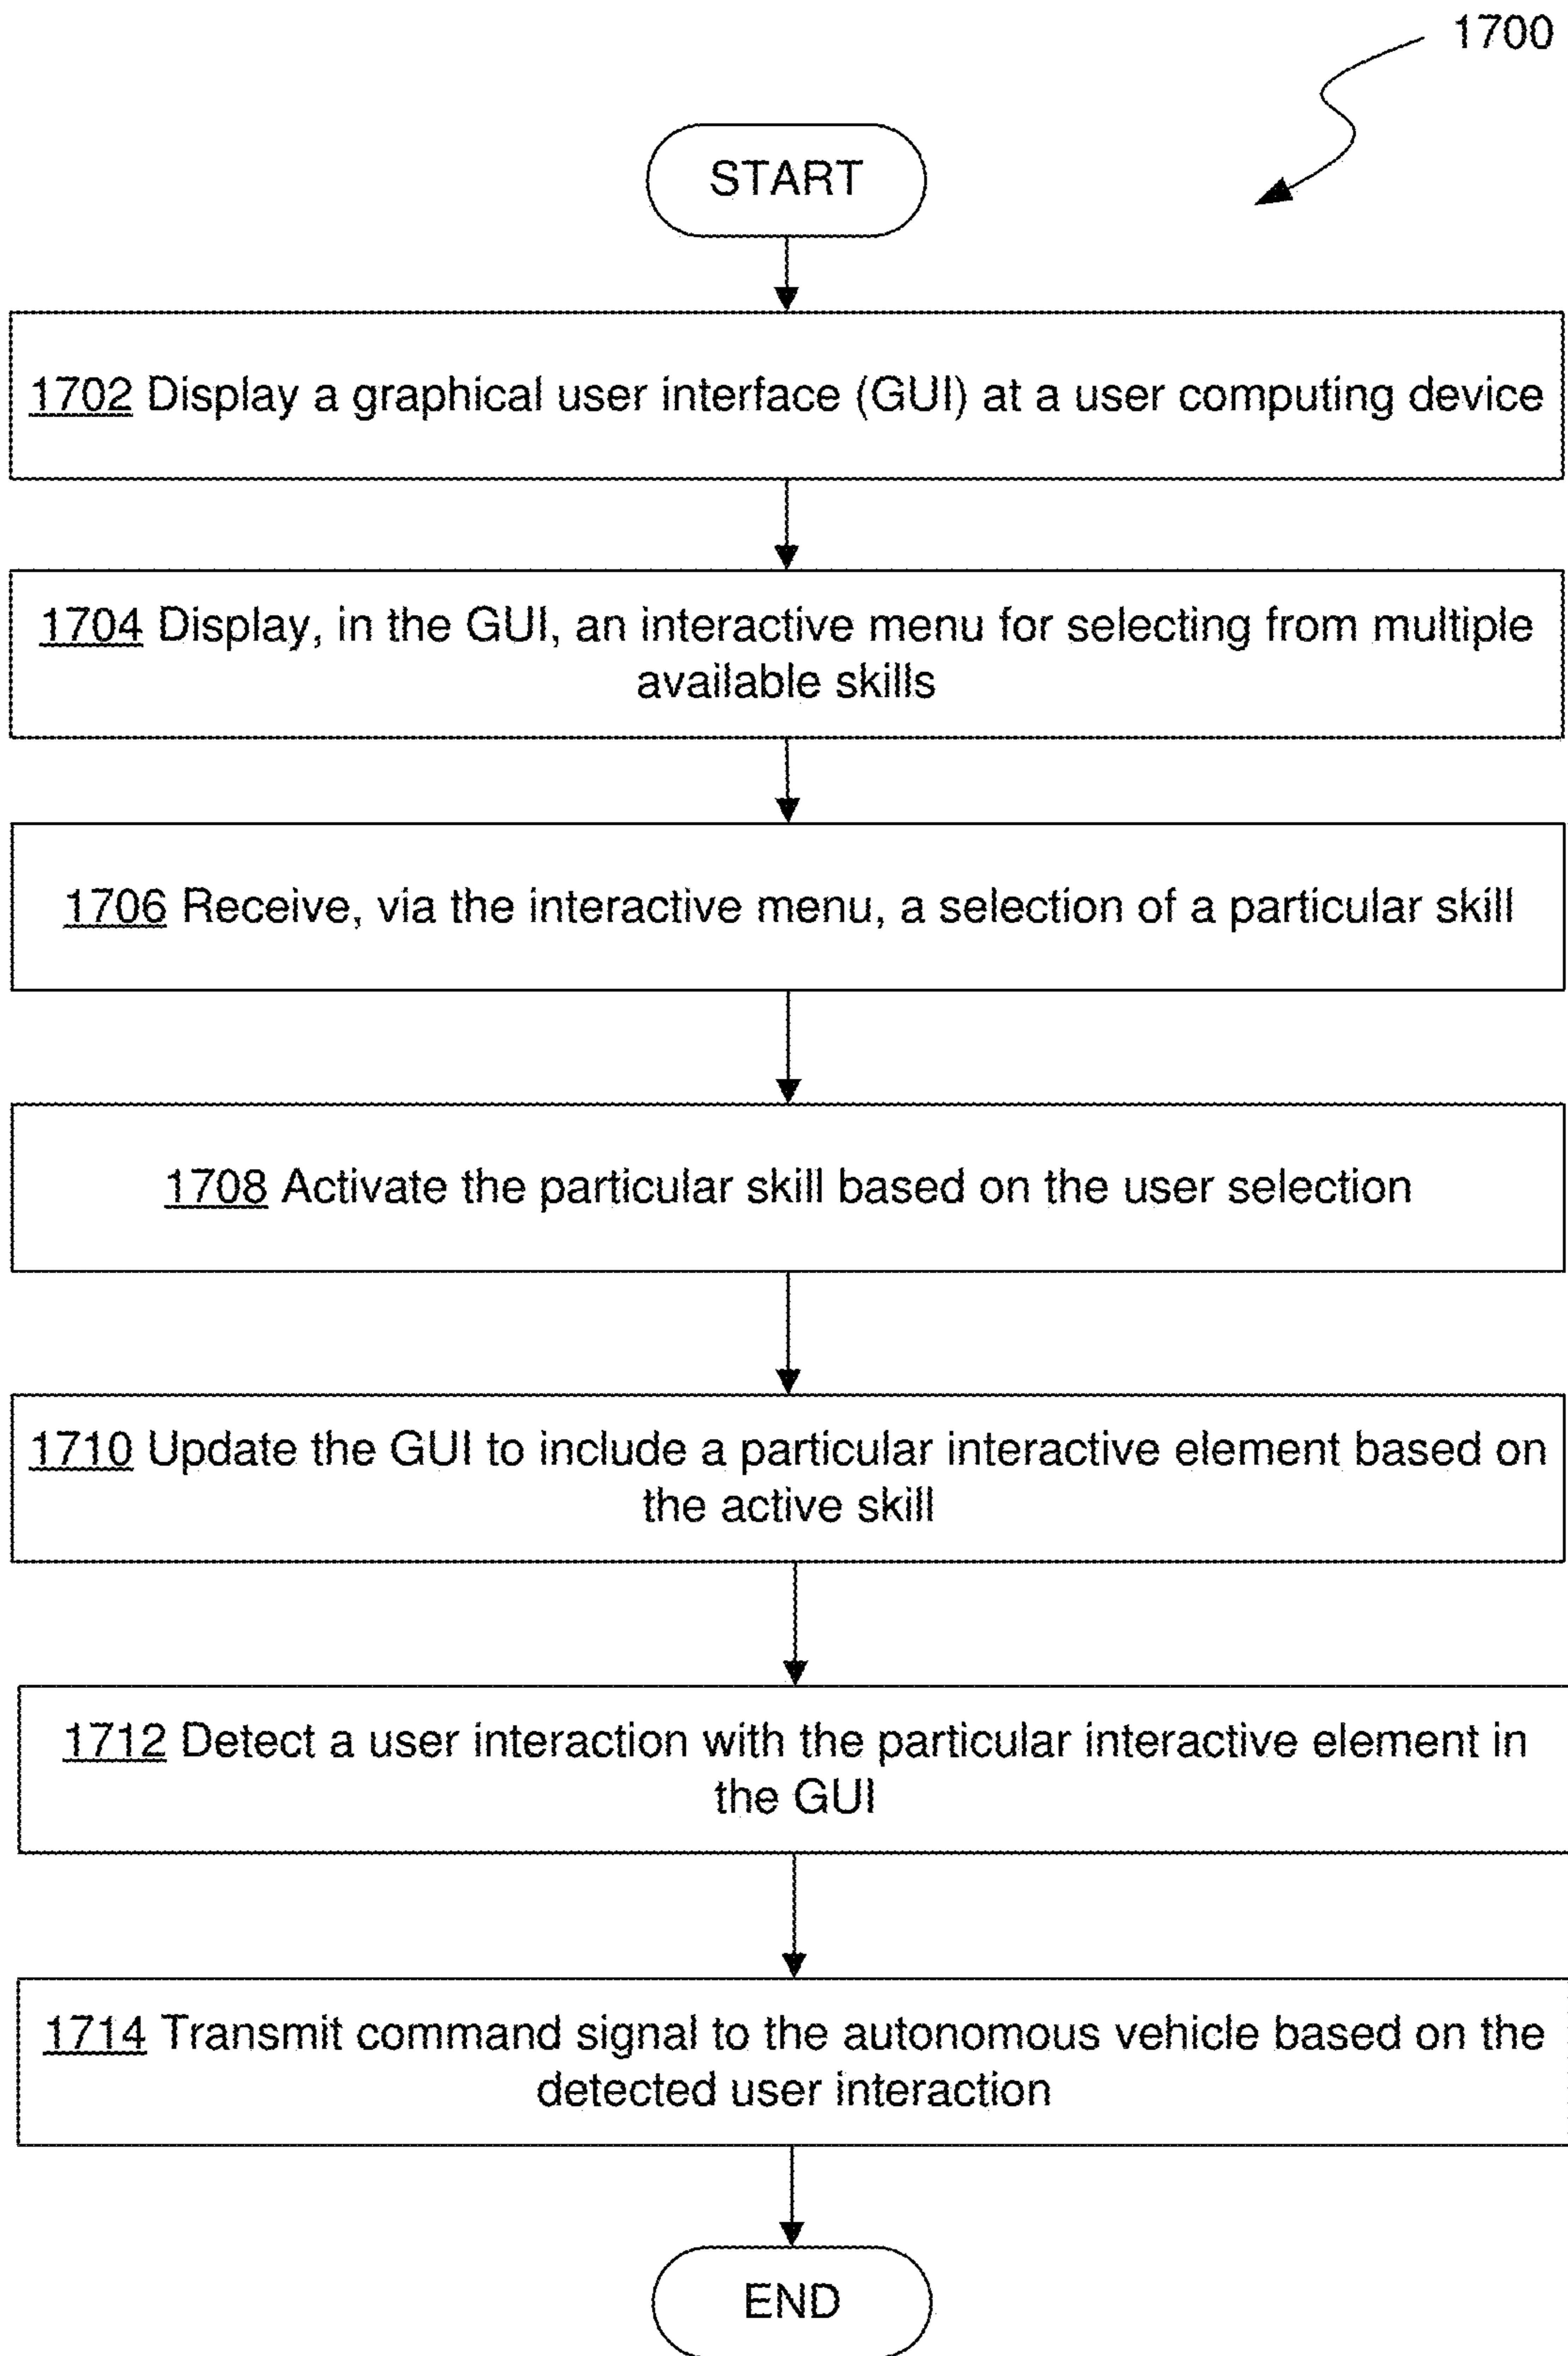 1700
START
1702 Display a graphical user interface (GUI) at a user computing device
1704 Display, in the GUI, an interactive menu for selecting from multiple
available skills
1706 Receive, via the interactive menu, a selection of a particular skill
1708 Activate the particular skill based on the user selection
1710 Update the GUI to include a particular interactive element based on
the active skill
1712 Detect a user interaction with the particular interactive element in
the GUI
1714 Transmit command signal to the autonomous vehicle based on the
detected user interaction
END